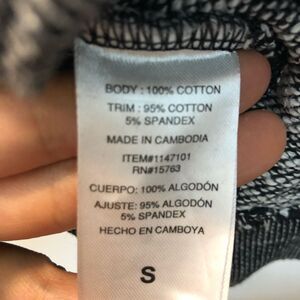 BODY : 100% COTTON
TRIM : 95% COTTON
5% SPANDEX
MADE IN CAMBODIA
ITEM#1147101
RN#15763
CUERPO: 100% ALGODÓN
AJUSTE: 95% ALGODÓN
5% SPANDEX
HECHO EN CAMBOYA
S